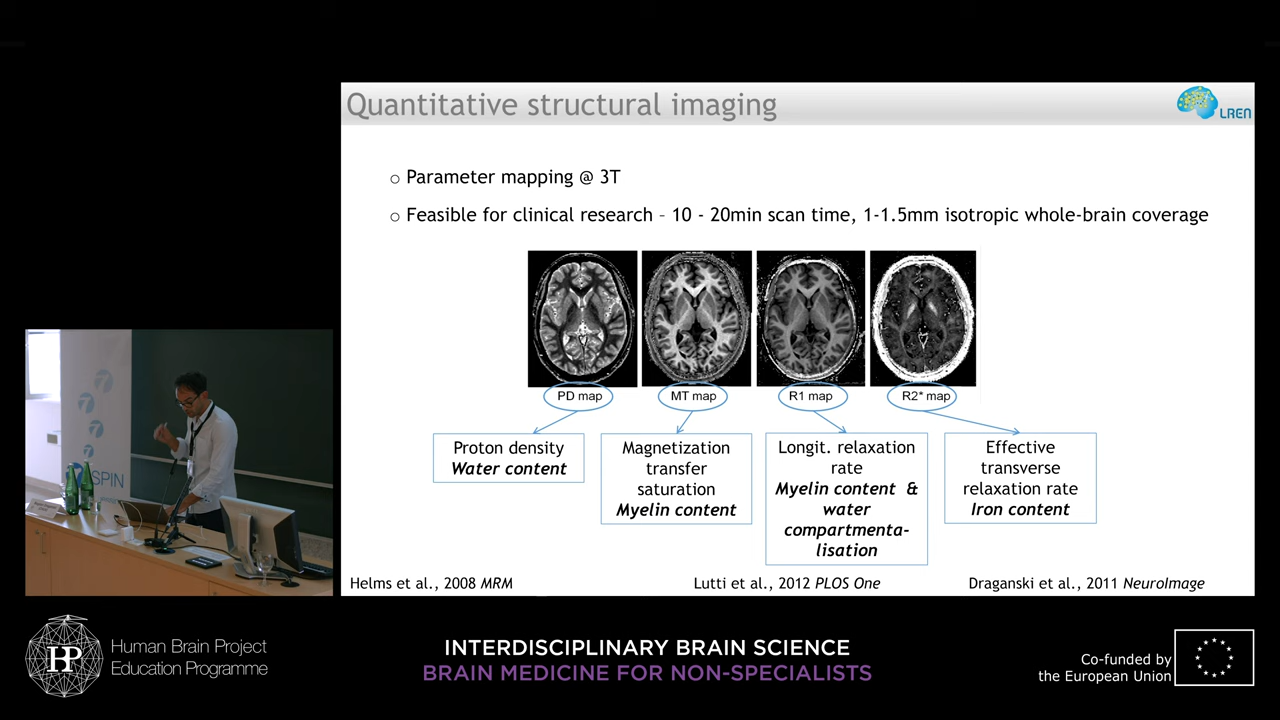 Quantitative structural imaging
LREN
o Parameter mapping @ 3T
o Feasible for clinical research – 10 - 20min scan time, 1-1.5mm isotropic whole-brain coverage
PD map
MT map
R1 map
R2* map
Proton density
Water content
Magnetization
transfer
saturation
Myelin content
Longit. relaxation
rate
Myelin content &
water
compartmenta-
lisation
Effective
transverse
relaxation rate
Iron content
Helms et al., 2008 MRM
Lutti et al., 2012 PLOS One
Draganski et al., 2011 NeuroImage
SPIN
HP
Human Brain Project
Education Programme
INTERDISCIPLINARY BRAIN SCIENCE
BRAIN MEDICINE FOR NON-SPECIALISTS
Co-funded by
the European Union